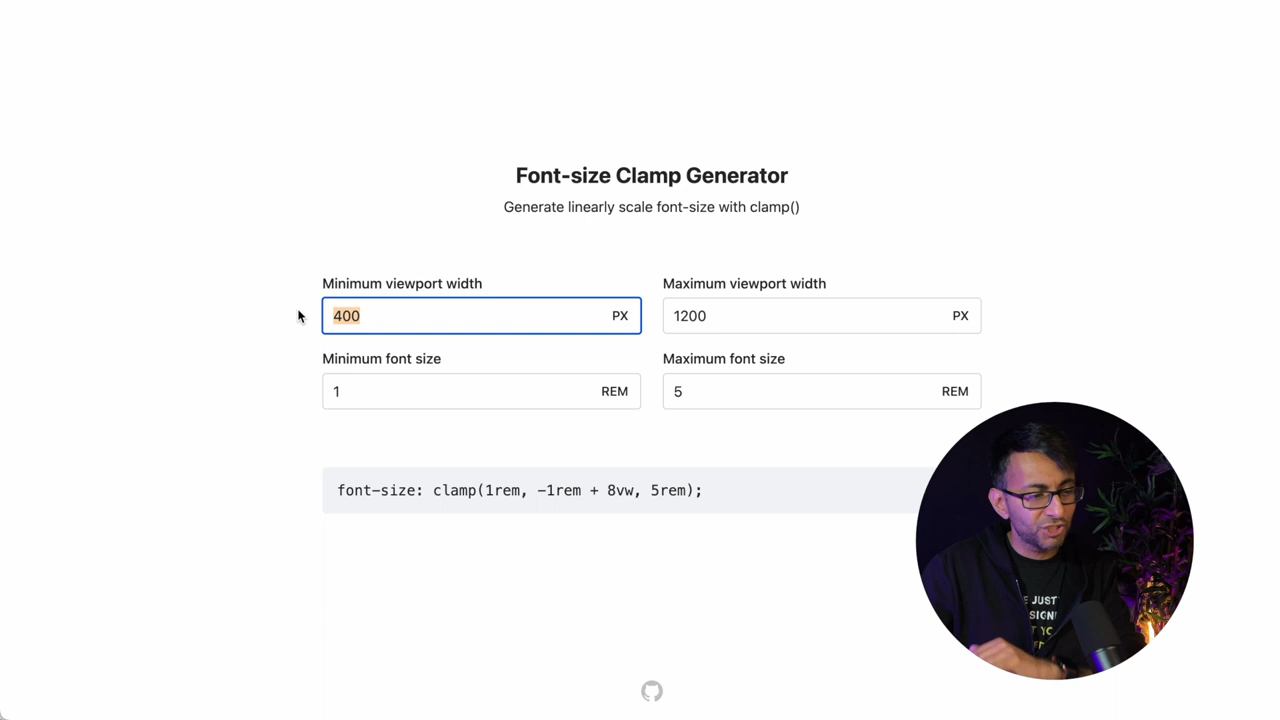 Font-size Clamp Generator
Generate linearly scale font-size with clamp()
Minimum viewport width
Maximum viewport width
400 PX
1200 PX
Minimum font size
Maximum font size
1 REM
5 REM
font-size: clamp(1rem, -1rem + 8vw, 5rem);
JUST